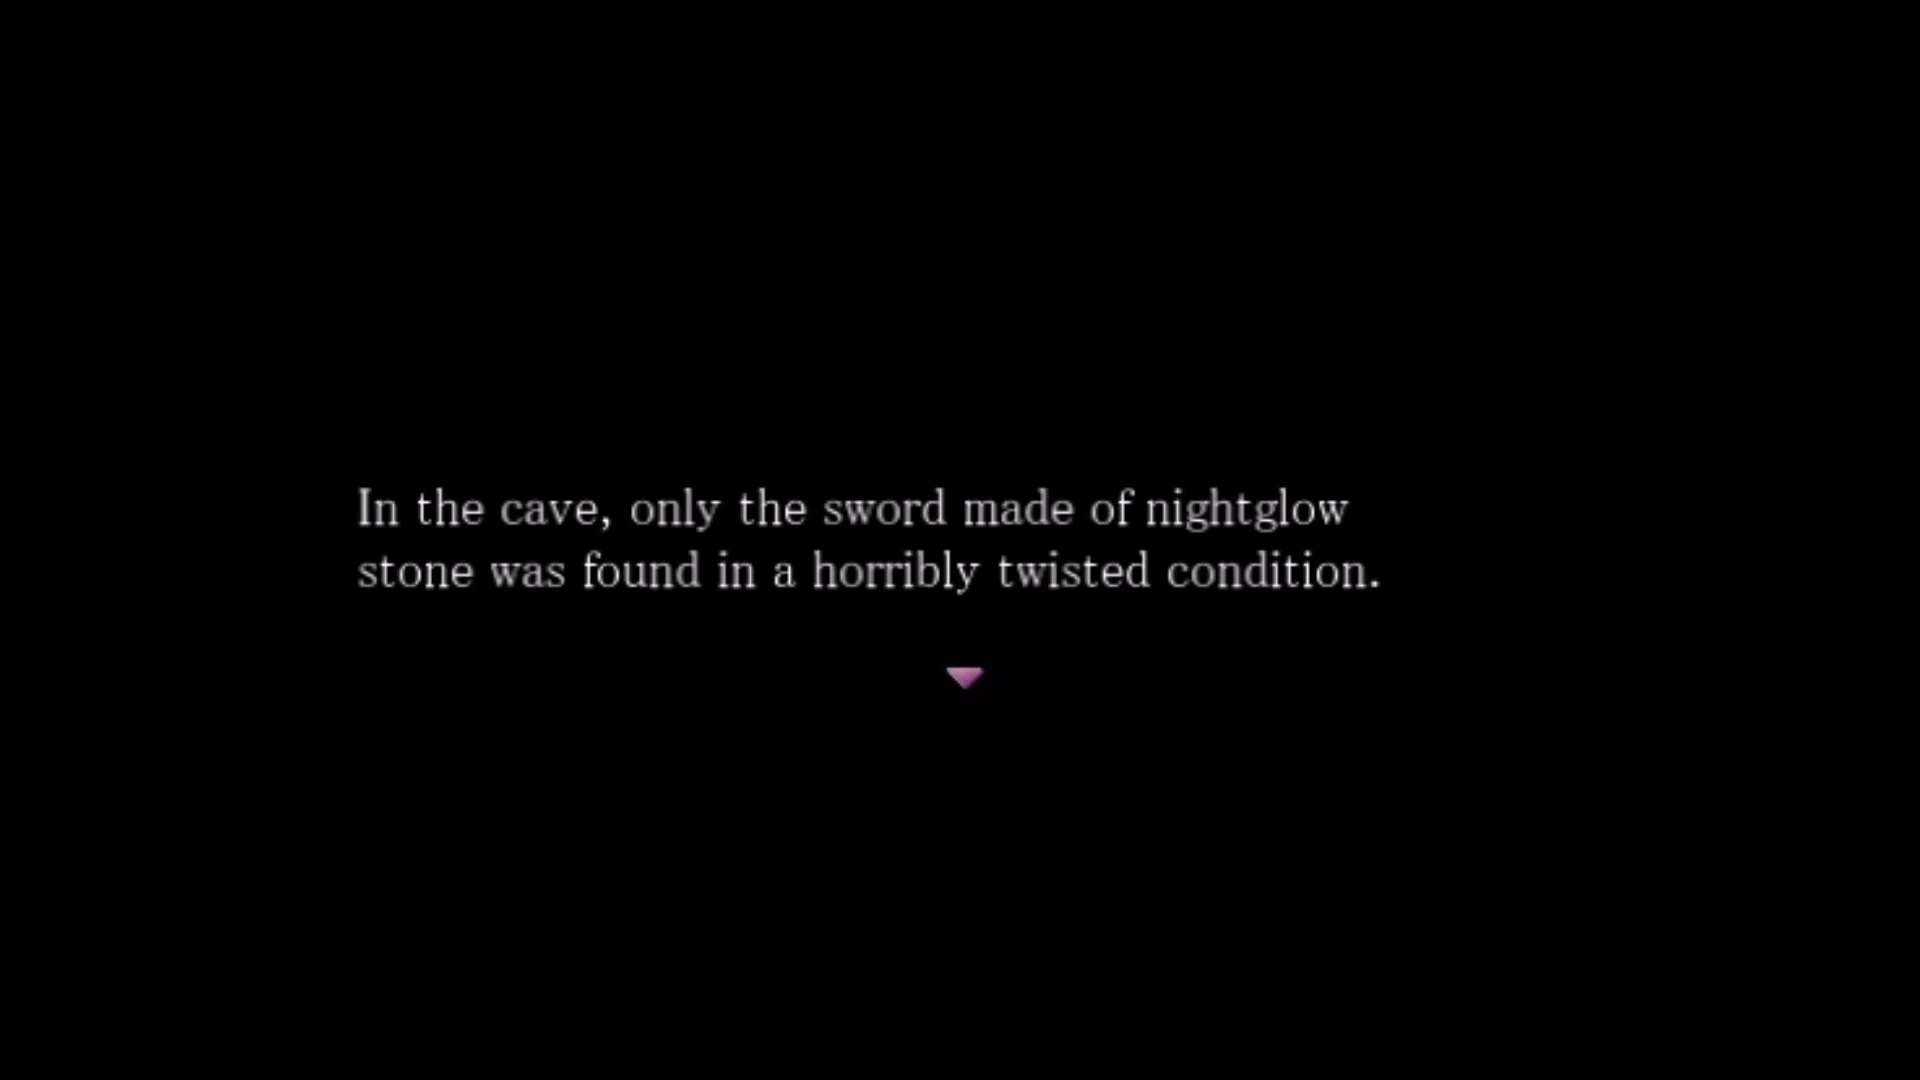 In the cave, only the sword made of nightglow
stone was found in a horribly twisted condition.